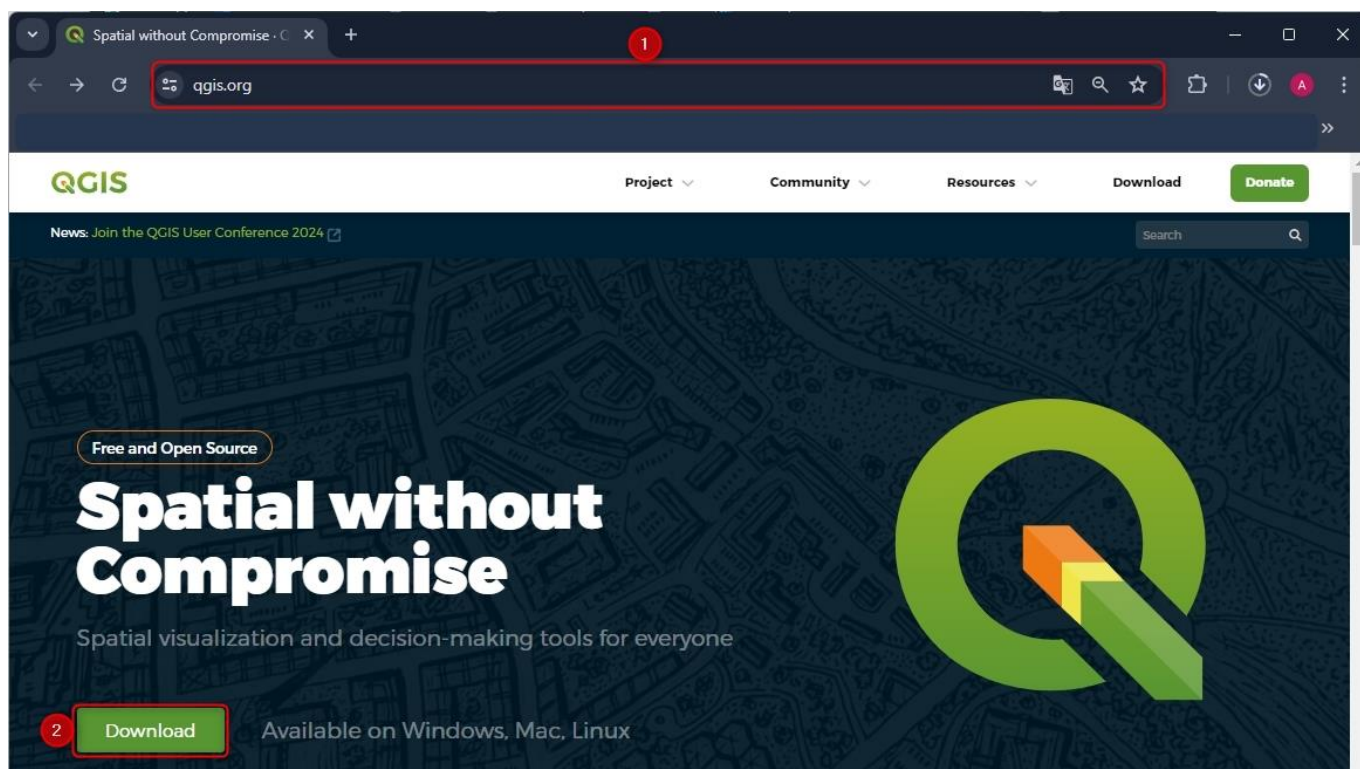 Spatial without Compromise · Q
1
qgis.org
A
QGIS
Project
Community
Resources
Download
Donate
News: Join the QGIS User Conference 2024
Search
Free and Open Source
Spatial without
Compromise
Spatial visualization and decision-making tools for everyone
2
Download
Available on Windows, Mac, Linux